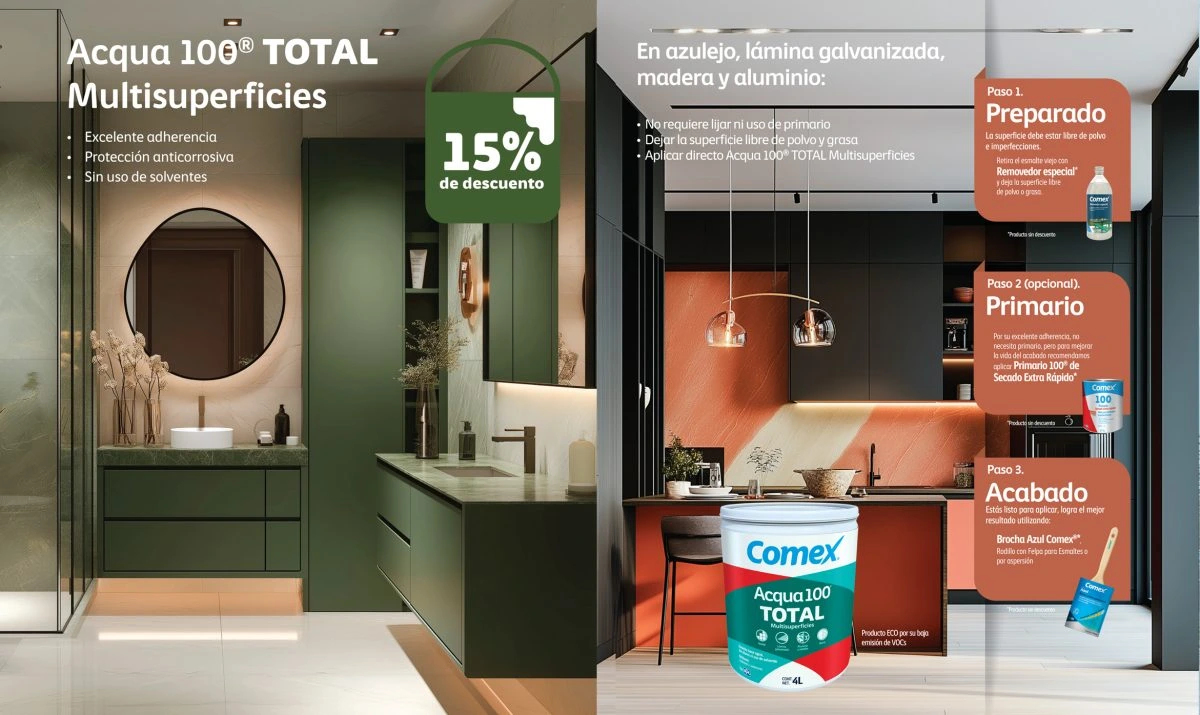 Acqua 100® TOTAL
Multisuperficies
• Excelente adherencia
• Protección anticorrosiva
• Sin uso de solventes
15%
de descuento
En azulejo, lámina galvanizada,
madera y aluminio:
• No requiere lijar ni uso de primario
• Dejar la superficie libre de polvo y grasa
• Aplicar directo Acqua 100® TOTAL Multisuperficies
Paso 1.
Preparado
La superficie debe estar libre de polvo
e imperfecciones.
Retira el esmalte viejo con
Removedor especial*
y deja la superficie libre
de polvo o grasa.
Comex
*Producto sin descuento
Paso 2 (opcional).
Primario
Por su excelente adherencia, no
necesita primario, pero para mejorar
la vida del acabado recomendamos
aplicar Primario 100® de
Secado Extra Rápido*
Comex
100
*Producto sin descuento
Paso 3.
Acabado
Estás listo para aplicar, logra el mejor
resultado utilizando:
Brocha Azul Comex®*.
Rodillo con Felpa para Esmaltes o
por aspersión
Comex
*Producto sin descuento
Comex
Acqua 100®
TOTAL
Multisuperficies
CONT. NET. 4L
Producto ECO por su baja
emisión de VOCs